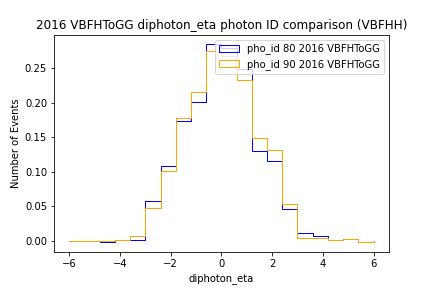 2016 VBFHToGG diphoton_eta photon ID comparison (VBFHH)
pho_id 80 2016 VBFHToGG
pho_id 90 2016 VBFHToGG
Number of Events
0.25
0.20
0.15
0.10
0.05
0.00
−6 −4 −2 0 2 4 6
diphoton_eta